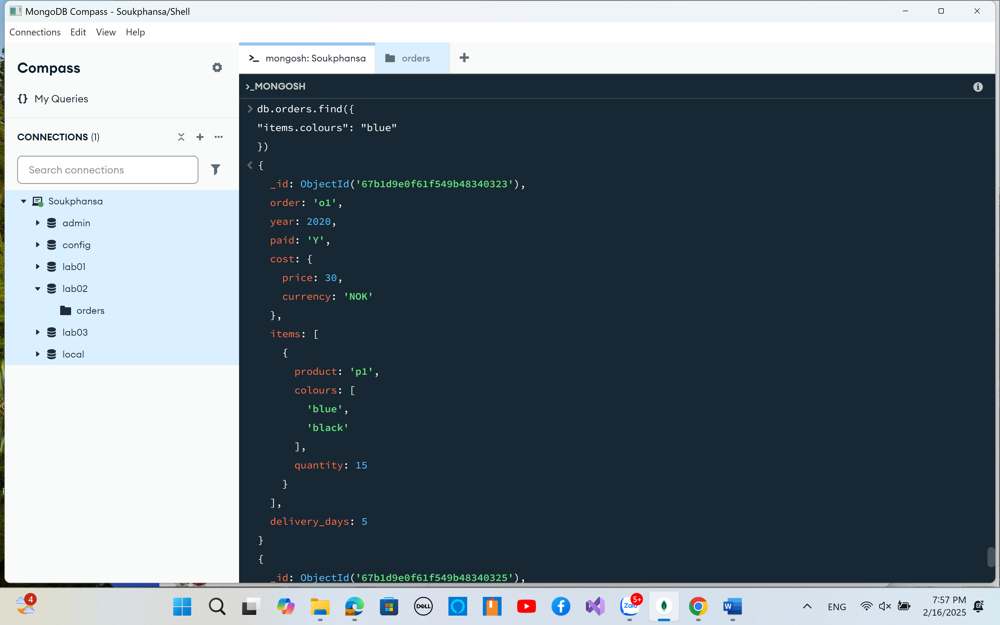 MongoDB Compass - Soukphansa/Shell
Connections Edit View Help
Compass
{} My Queries
CONNECTIONS (1)
Search connections
Soukphansa
admin
config
lab01
lab02
orders
lab03
local
>_ mongosh: Soukphansa
orders
>_MONGOSH
db.orders.find({
"items.colours": "blue"
})
{
_id: ObjectId('67b1d9e0f61f549b48340323'),
order: 'o1',
year: 2020,
paid: 'Y',
cost: {
price: 30,
currency: 'NOK'
},
items: [
{
product: 'p1',
colours: [
'blue',
'black'
],
quantity: 15
}
],
delivery_days: 5
}
{
_id: ObjectId('67b1d9e0f61f549b48340325'),
4
DELL
Zalo
5+
W
ENG
7:57 PM
2/16/2025